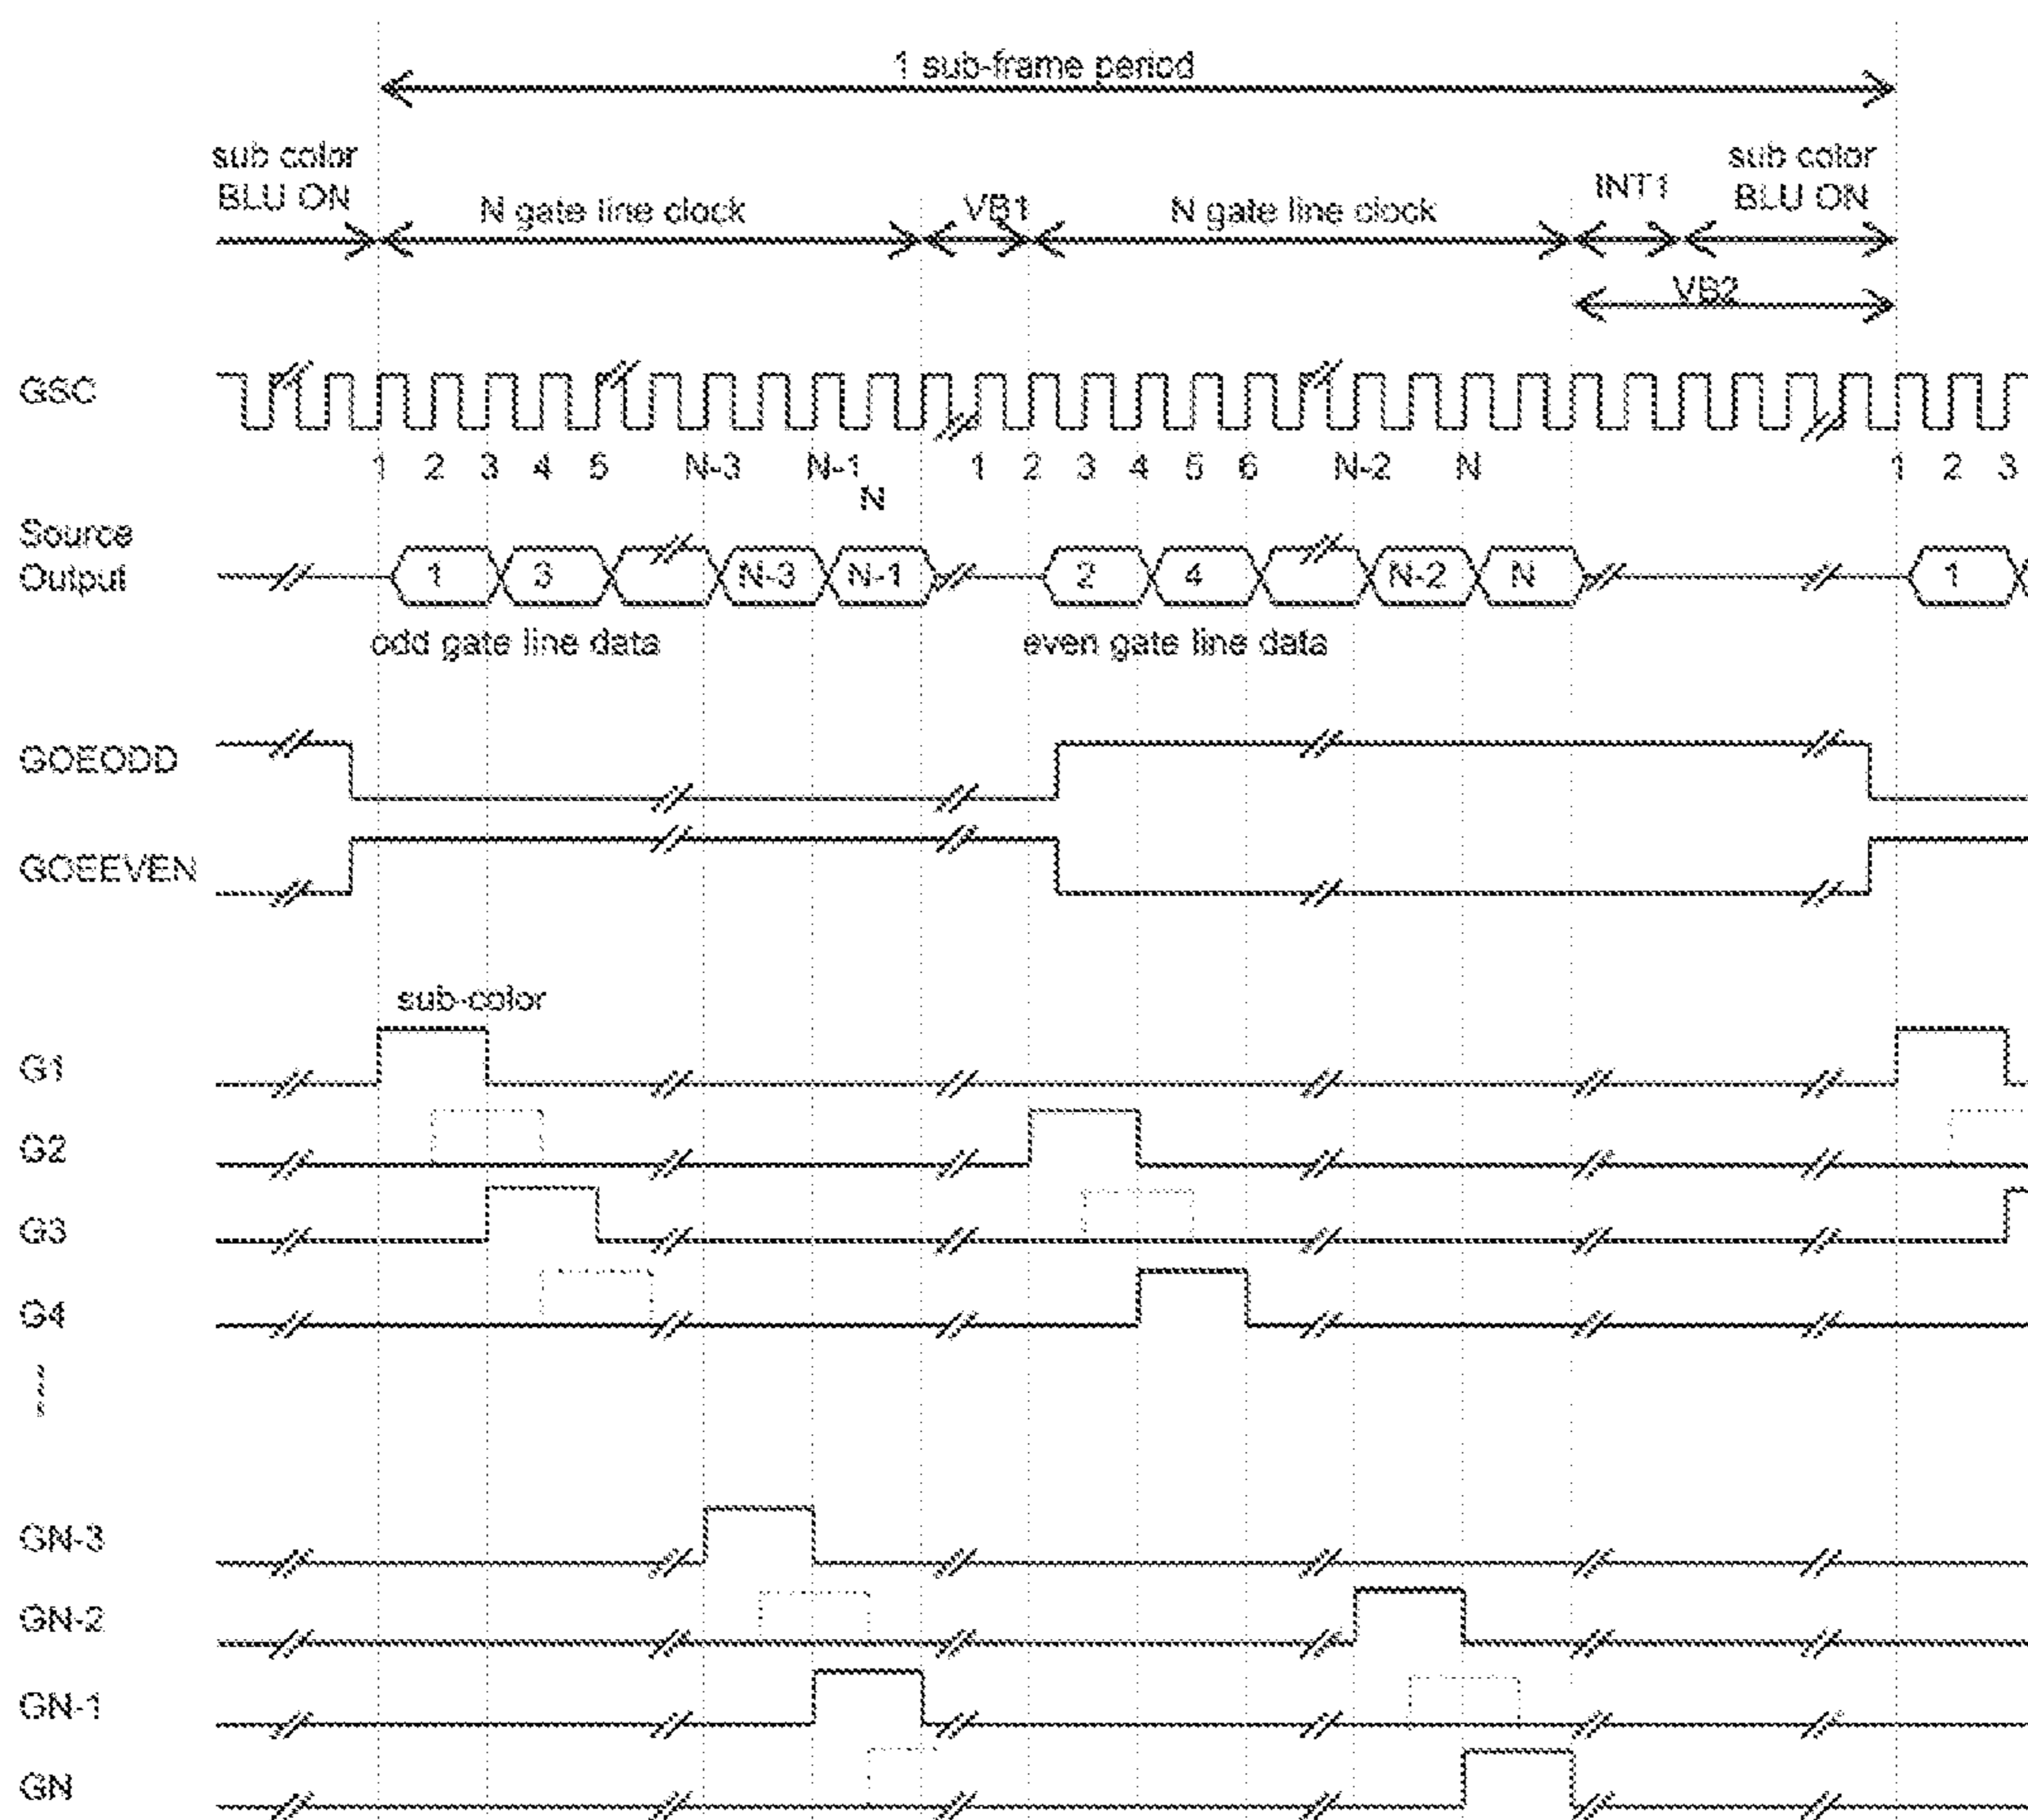 1 sub-frame period
sub color
BLU ON
N gate line clock
VB1
N gate line clock
INT1
sub color
BLU ON
VB2
GSC
1 2 3 4 5 N-3 N-1 N 1 2 3 4 5 6 N-2 N 1 2 3
Source
Output
1 3 N-3 N-1 2 4 N-2 N 1
odd gate line data
even gate line data
GOEODD
GOEEVEN
sub-color
G1
G2
G3
G4
GN-3
GN-2
GN-1
GN